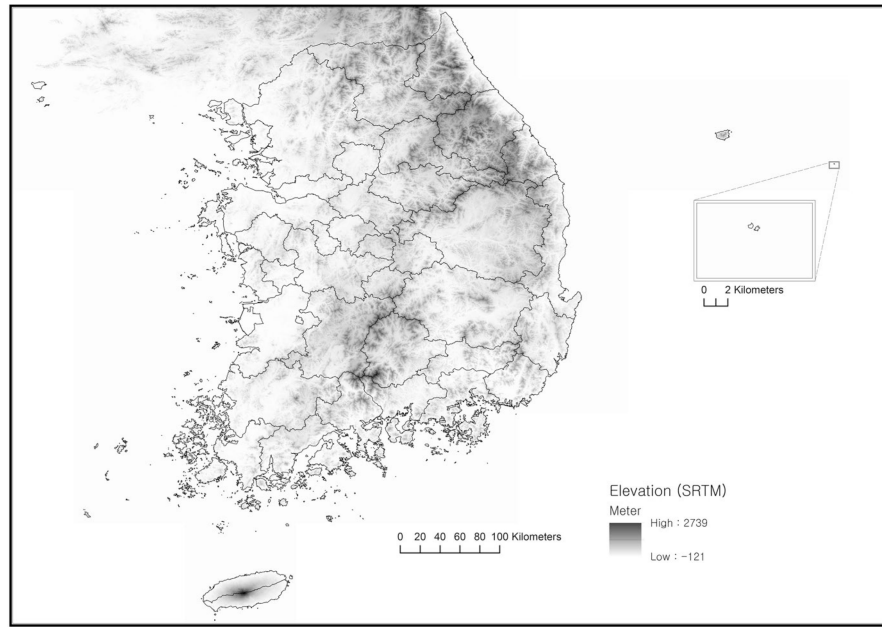 0 2 Kilometers
Elevation (SRTM)
Meter
High : 2739
Low : -121
0 20 40 60 80 100 Kilometers